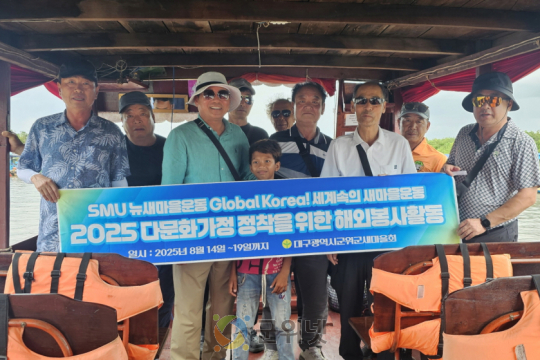 SMU 뉴새마을운동 Global Korea! 세계속의 새마을운동
2025 다문화가정 정착을 위한 해외봉사활동
일시 : 2025년 8월 14일 ~19일까지 대구광역시군위군새마을회
군위넷